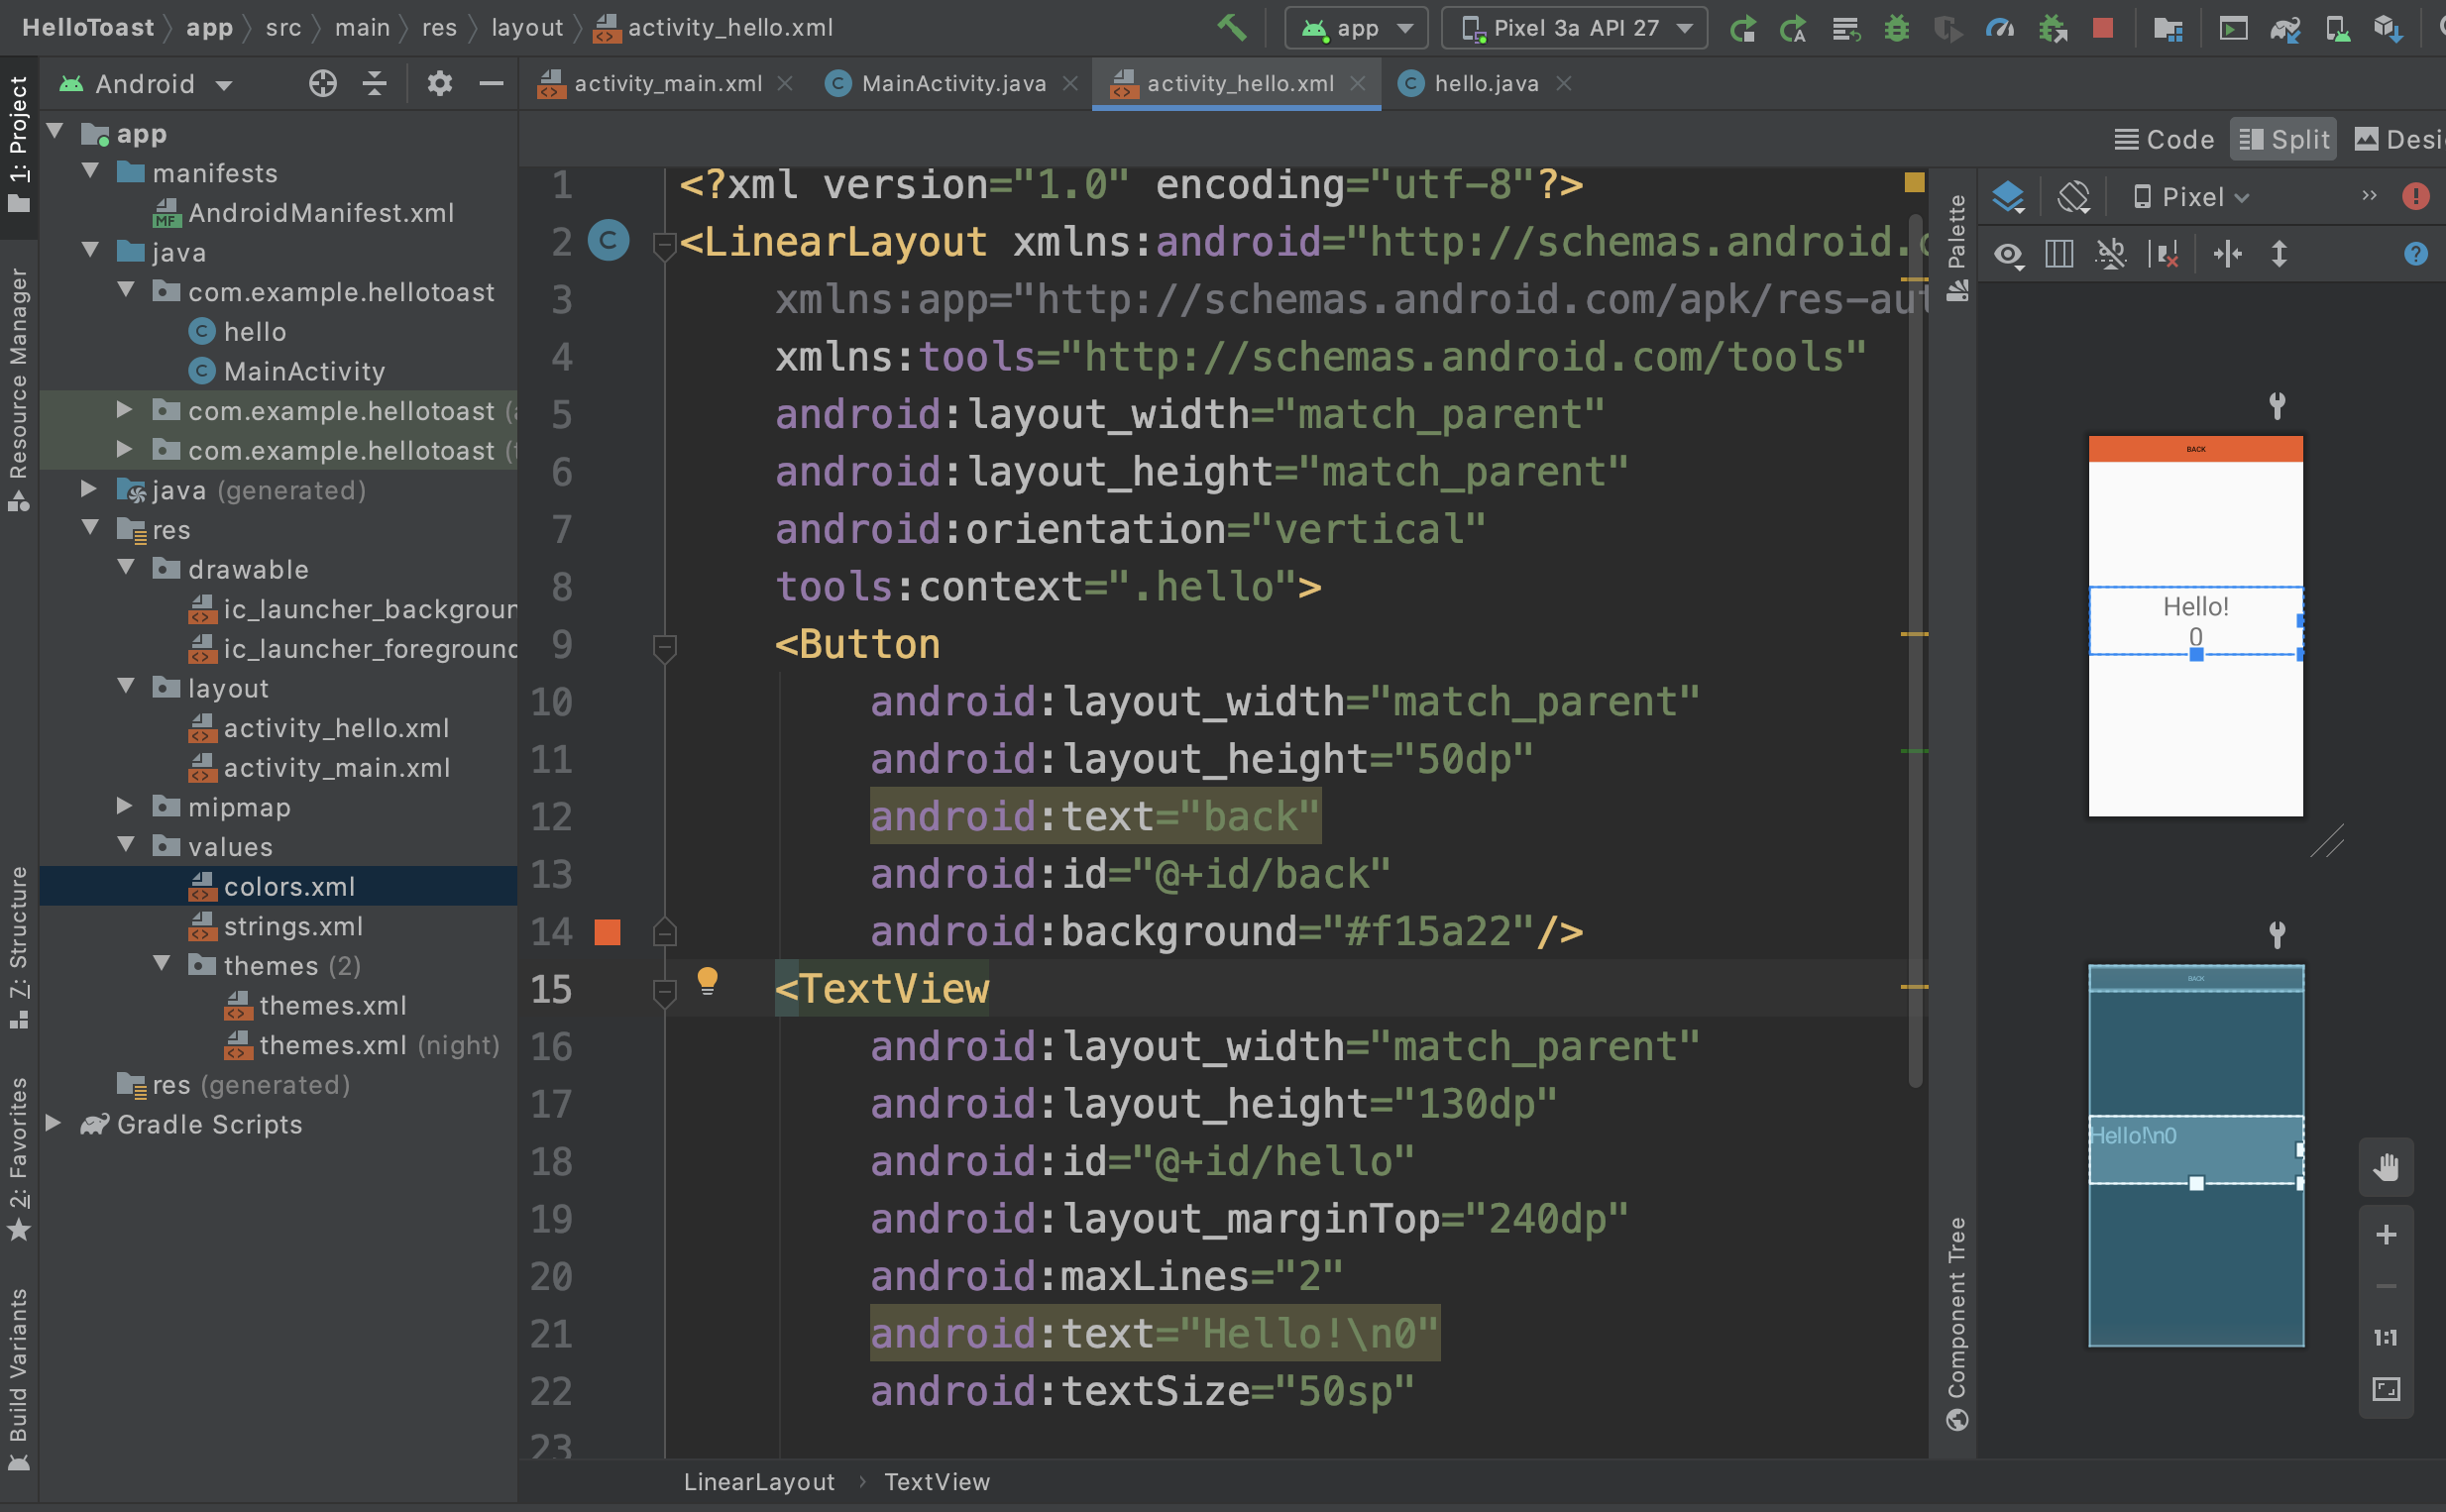 HelloToast app src main res layout activity_hello.xml
app
Pixel 3a API 27
1: Project
Resource Manager
7: Structure
2: Favorites
Build Variants
Android
app
manifests
AndroidManifest.xml
java
com.example.hellotoast
hello
MainActivity
com.example.hellotoast
com.example.hellotoast
java (generated)
res
drawable
ic_launcher_backgroun
ic_launcher_foreground
layout
activity_hello.xml
activity_main.xml
mipmap
values
colors.xml
strings.xml
themes (2)
themes.xml
themes.xml (night)
res (generated)
Gradle Scripts
activity_main.xml
MainActivity.java
activity_hello.xml
hello.java
Code
Split
Desi
1 <?xml version="1.0" encoding="utf-8"?>
2 <LinearLayout xmlns:android="http://schemas.android.c
3 xmlns:app="http://schemas.android.com/apk/res-aut
4 xmlns:tools="http://schemas.android.com/tools"
5 android:layout_width="match_parent"
6 android:layout_height="match_parent"
7 android:orientation="vertical"
8 tools:context=".hello">
9 <Button
10 android:layout_width="match_parent"
11 android:layout_height="50dp"
12 android:text="back"
13 android:id="@+id/back"
14 android:background="#f15a22"/>
15 <TextView
16 android:layout_width="match_parent"
17 android:layout_height="130dp"
18 android:id="@+id/hello"
19 android:layout_marginTop="240dp"
20 android:maxLines="2"
21 android:text="Hello!\n0"
22 android:textSize="50sp"
23
LinearLayout › TextView
Palette
Component Tree
Pixel
BACK
Hello!
0
BACK
Hello!\n0
1:1